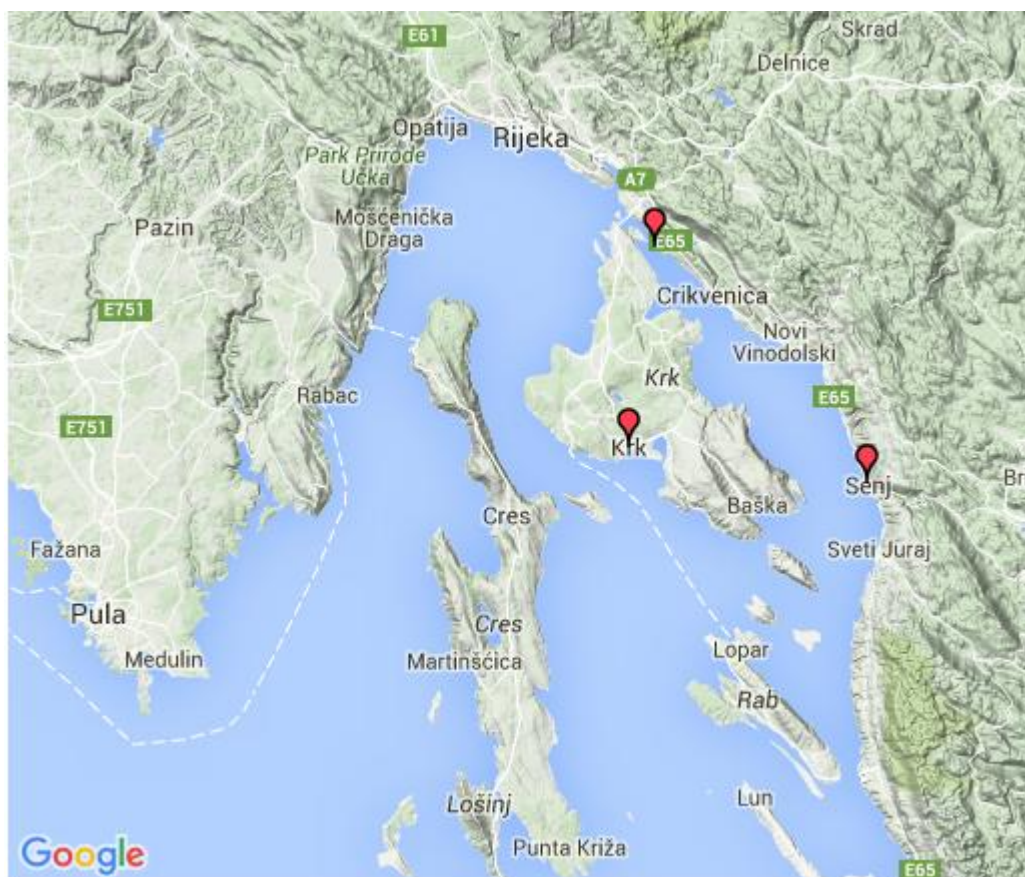 Skrad
E61
Delnice
Opatija
Rijeka
Park Prirode
Učka
A7
Mošćenička
Draga
Pazin
E65
Crikvenica
E751
Novi
Vinodolski
Krk
Rabac
E65
E751
Krk
Senj
Br
Baška
Cres
Fažana
Sveti Juraj
Pula
Cres
Medulin
Martinšćica
Lopar
Rab
Lošinj
Lun
Punta Križa
Google
E65